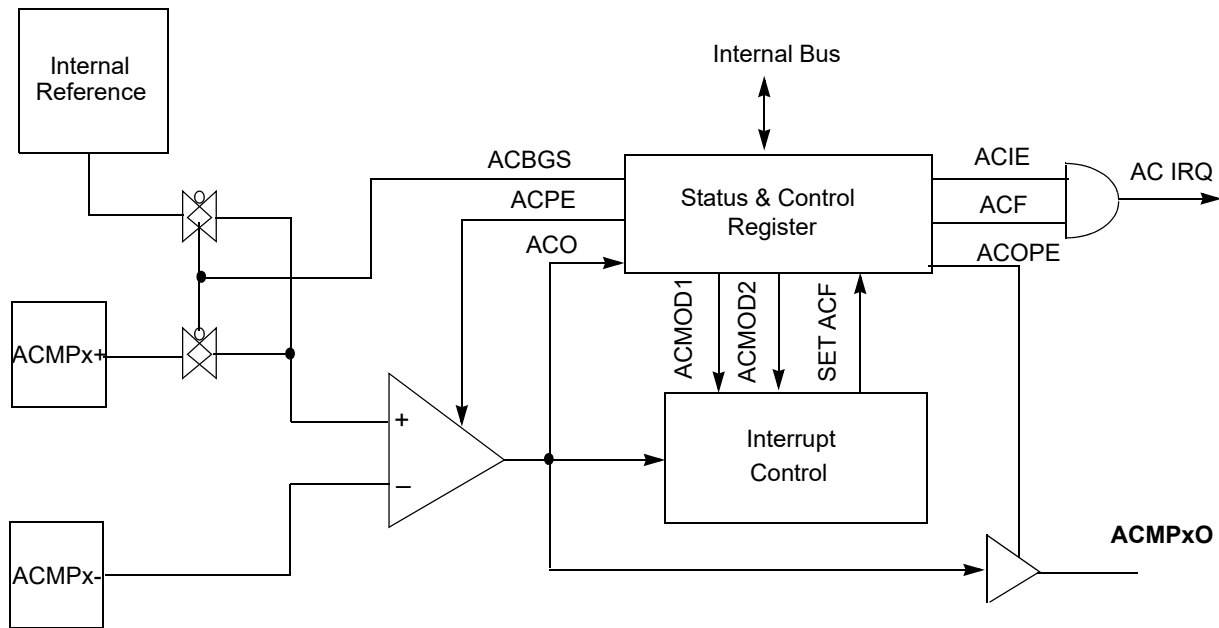 Internal
Reference
Internal Bus
ACBGS
ACPE
ACO
Status & Control
Register
ACIE
ACF
ACOPE
AC IRQ
ACMPx+
ACMOD1
ACMOD2
SET ACF
+
–
Interrupt
Control
ACMPx-
ACMPxO